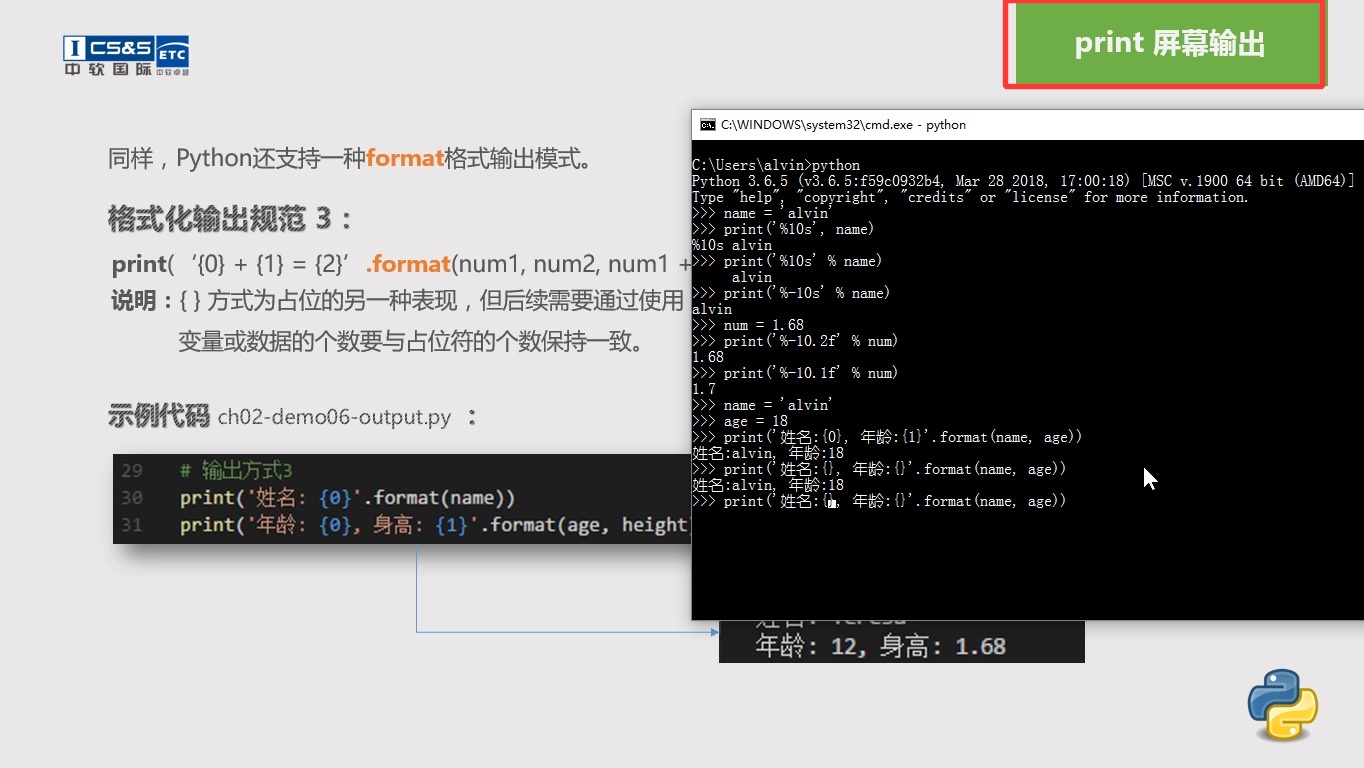 CS&S ETC
中软国际 中软卓越
print 屏幕输出
同样，Python还支持一种format格式输出模式。
格式化输出规范 3：
print(‘{0} + {1} = {2}’ .format(num1, num2, num1 +
说明：{ } 方式为占位的另一种表现，但后续需要通过使用
变量或数据的个数要与占位符的个数保持一致。
示例代码 ch02-demo06-output.py ：
29 # 输出方式3
30 print('姓名: {0}'.format(name))
31 print('年龄: {0}, 身高: {1}'.format(age, height)
C:\WINDOWS\system32\cmd.exe - python
C:\Users\alvin>python
Python 3.6.5 (v3.6.5:f59c0932b4, Mar 28 2018, 17:00:18) [MSC v.1900 64 bit (AMD64)]
Type "help", "copyright", "credits" or "license" for more information.
>>> name = 'alvin'
>>> print('%10s', name)
%10s alvin
>>> print('%10s' % name)
     alvin
>>> print('%-10s' % name)
alvin
>>> num = 1.68
>>> print('%-10.2f' % num)
1.68
>>> print('%-10.1f' % num)
1.7
>>> name = 'alvin'
>>> age = 18
>>> print('姓名:{0}, 年龄:{1}'.format(name, age))
姓名:alvin, 年龄:18
>>> print('姓名:{}, 年龄:{}'.format(name, age))
姓名:alvin, 年龄:18
>>> print('姓名:{}, 年龄:{}'.format(name, age))
年龄: 12, 身高: 1.68